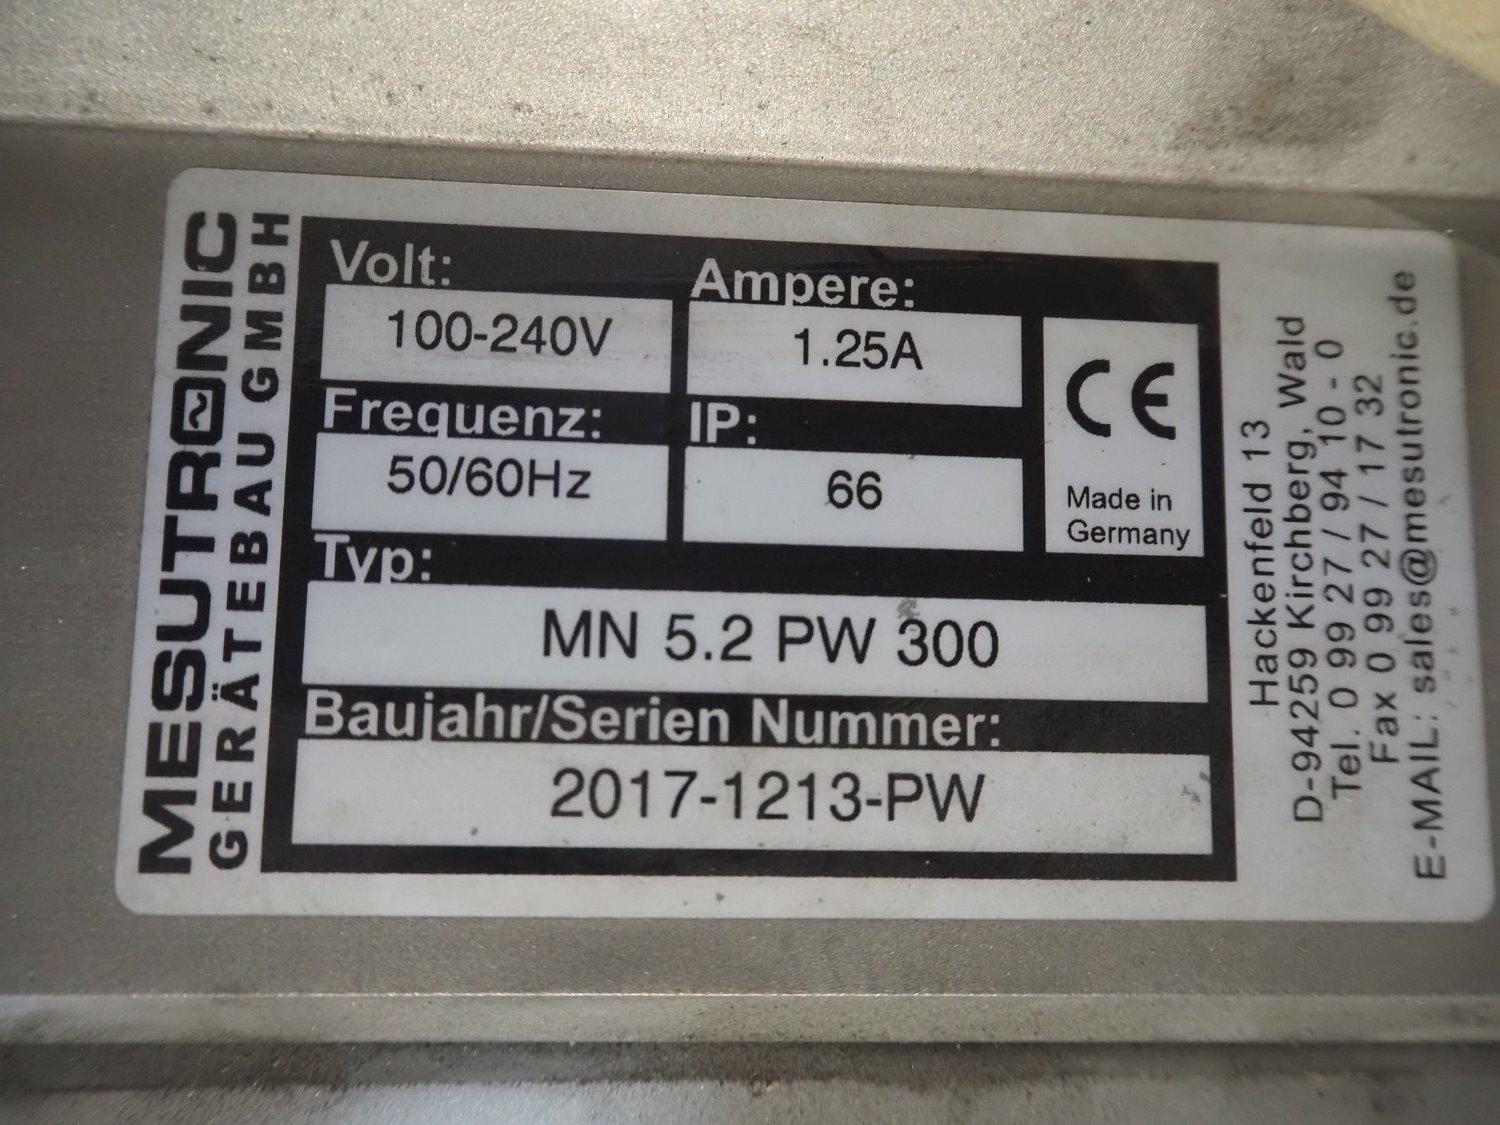 MESUTRONIC
GERÄTEBAU GMBH
Volt:
100-240V
Ampere:
1.25A
Frequenz:
50/60Hz
IP:
66
CE
Made in
Germany
Typ:
MN 5.2 PW 300
Baujahr/Serien Nummer:
2017-1213-PW
Hackenfeld 13
D-94259 Kirchberg, Wald
Tel. 0 99 27 / 94 10 - 0
Fax 0 99 27 / 17 32
E-MAIL: sales@mesutronic.de